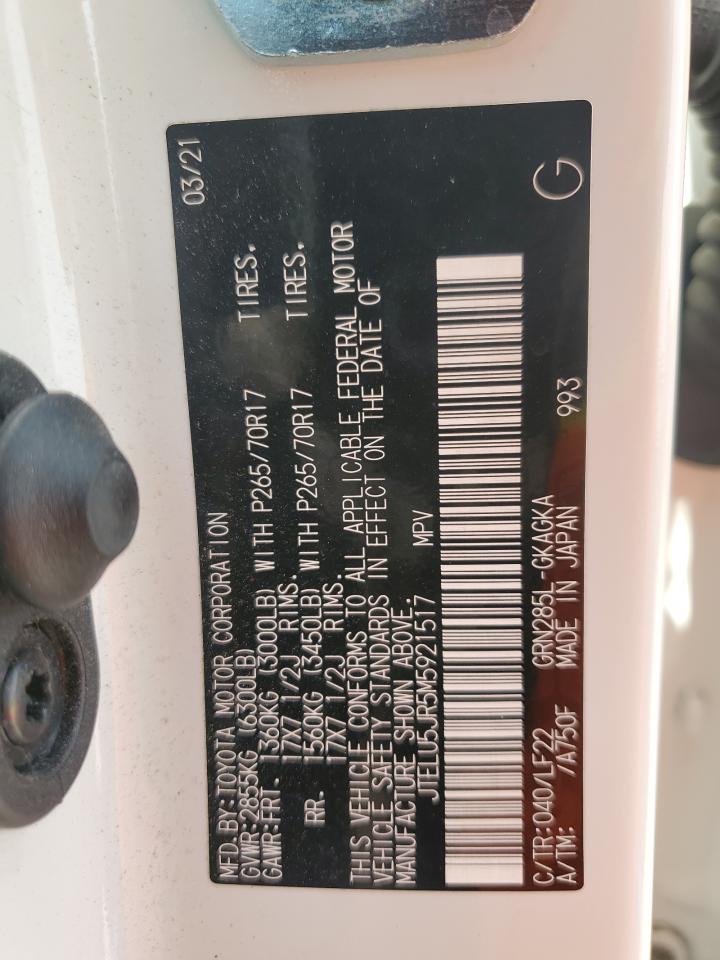 MFD.BY:TOYOTA MOTOR CORPORATION 03/21
GVWR:2855KG (6300LB)
GAWR:FRT. 1360KG (3000LB) WITH P265/70R17 TIRES.
17X7 1/2J RIMS.
RR. 1560KG (3450LB) WITH P265/70R17 TIRES.
17X7 1/2J RIMS.
THIS VEHICLE CONFORMS TO ALL APPLICABLE FEDERAL MOTOR
VEHICLE SAFETY STANDARDS IN EFFECT ON THE DATE OF
MANUFACTURE SHOWN ABOVE.
JTELU5JR5M5921517 MPV
C/TR:040/LF22 GRN285L-GKAGKA 993 G
A/TM: /A750F MADE IN JAPAN